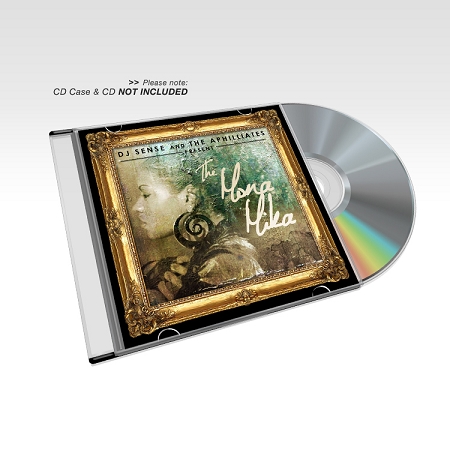 >> Please note:
CD Case & CD NOT INCLUDED
DJ SENSE AND THE APHILLIATES
PRESENT
The
Mona
Mika